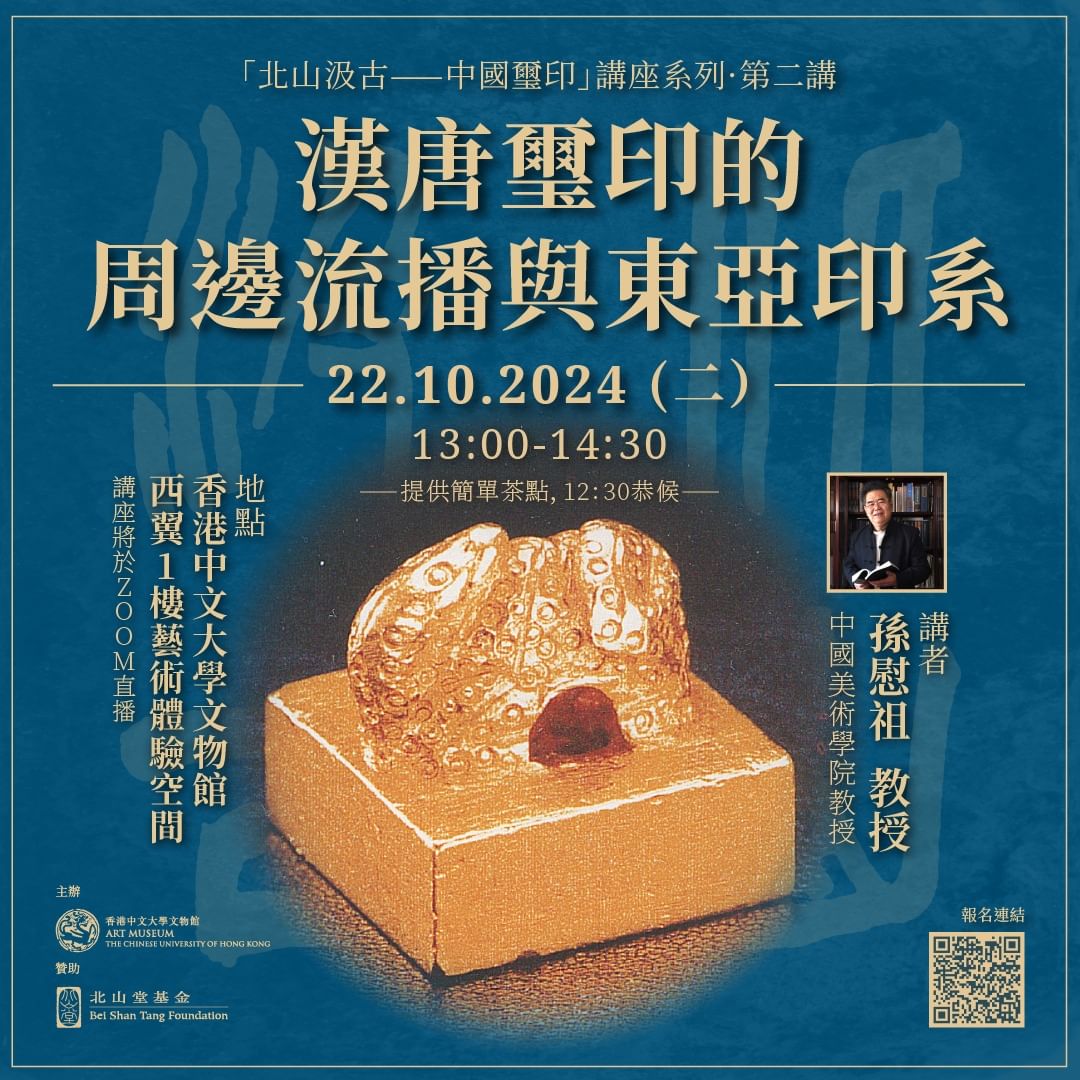 「北山汲古——中國璽印」講座系列·第二講
漢唐璽印的
周邊流播與東亞印系
22.10.2024 (二)
13:00-14:30
提供簡單茶點, 12:30恭候
地點
香港中文大學文物館
西翼1樓藝術體驗空間
講座將於ZOOM直播
講者
孫慰祖 教授
中國美術學院教授
主辦
香港中文大學文物館
ART MUSEUM
THE CHINESE UNIVERSITY OF HONG KONG
贊助
北山堂基金
Bei Shan Tang Foundation
報名連結